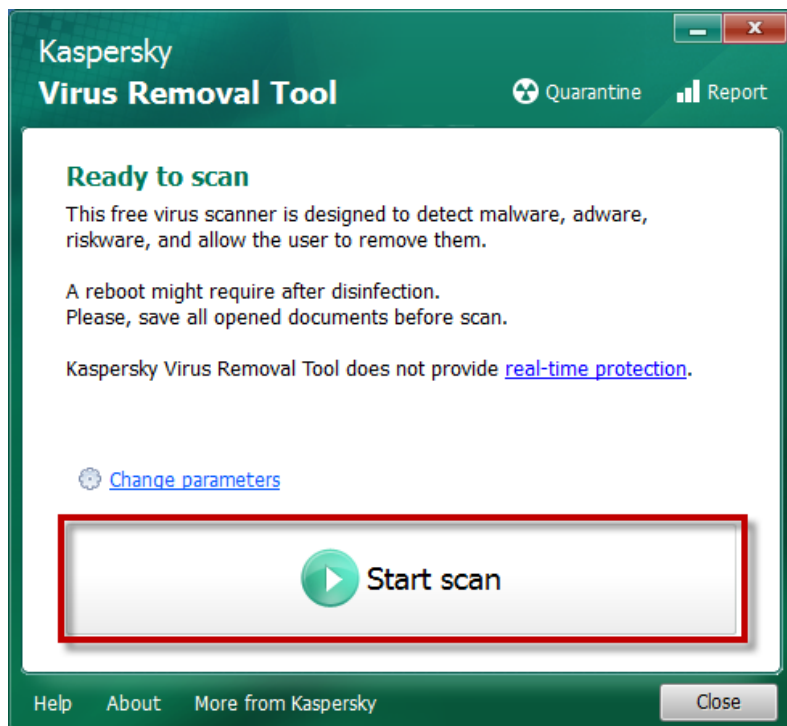 Kaspersky
Virus Removal Tool
Quarantine
Report
Ready to scan
This free virus scanner is designed to detect malware, adware,
riskware, and allow the user to remove them.
A reboot might require after disinfection.
Please, save all opened documents before scan.
Kaspersky Virus Removal Tool does not provide real-time protection.
Change parameters
Start scan
Help About More from Kaspersky Close